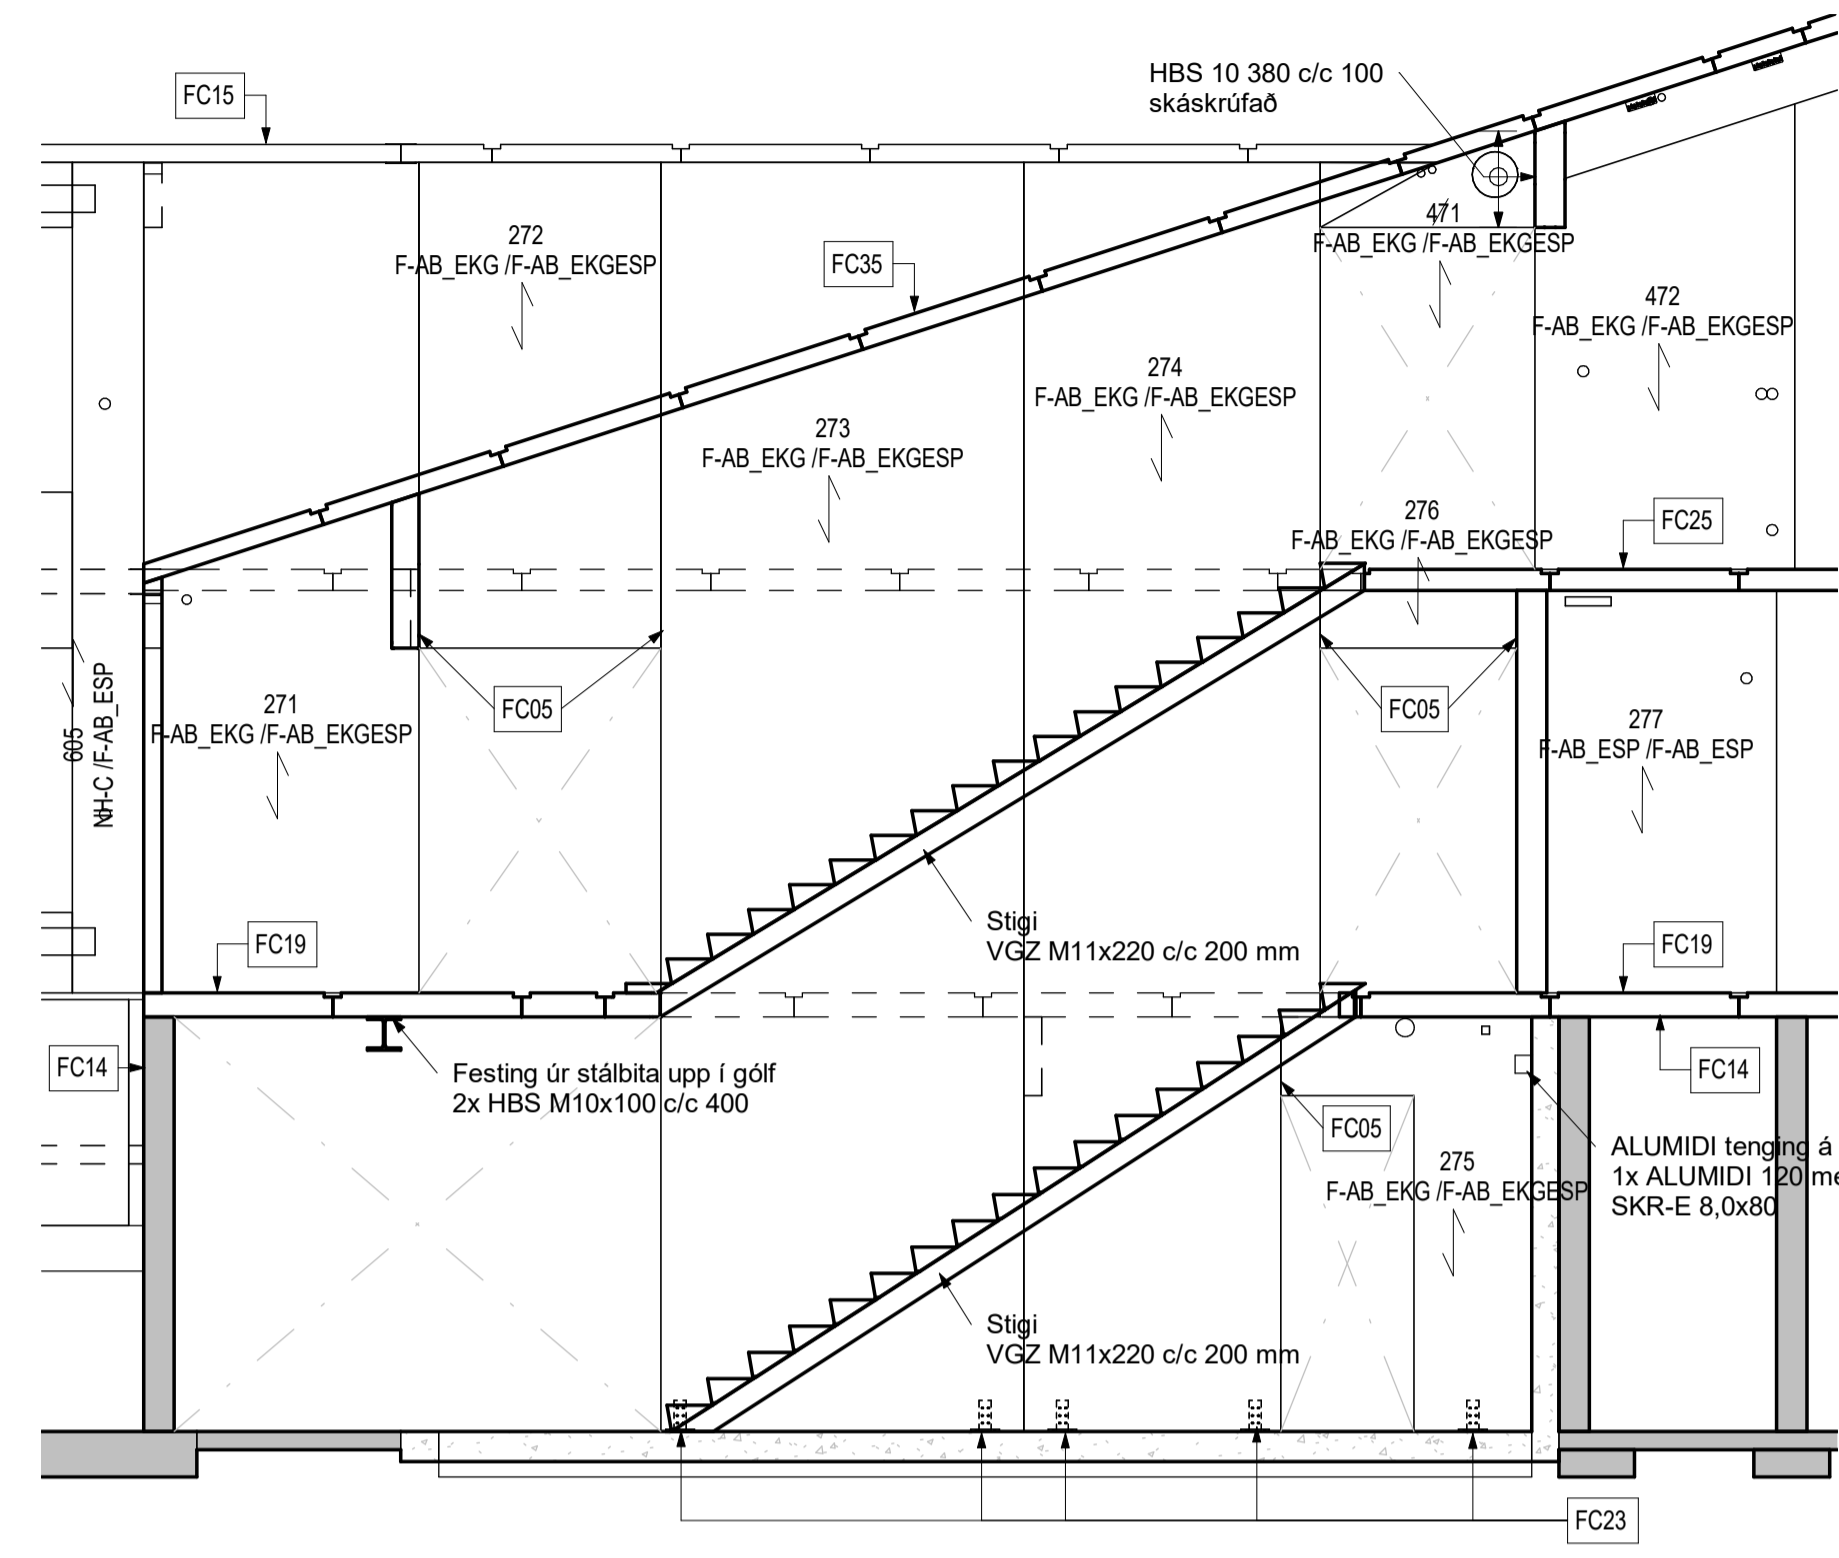 HBS 10 380 c/c 100
skáskrúfað
FC15
272
F-AB_EKG /F-AB_EKGESP
FC35
471
F-AB_EKG /F-AB_EKGESP
472
F-AB_EKG /F-AB_EKGESP
274
F-AB_EKG /F-AB_EKGESP
273
F-AB_EKG /F-AB_EKGESP
276
F-AB_EKG /F-AB_EKGESP
FC25
605
NH-C /F-AB_ESP
271
F-AB_EKG /F-AB_EKGESP
FC05
FC05
277
F-AB_ESP /F-AB_ESP
FC19
Stigi
VGZ M11x220 c/c 200 mm
FC19
FC14
Festing úr stálbita upp í gólf
2x HBS M10x100 c/c 400
FC14
FC05
275
F-AB_EKG /F-AB_EKGESP
ALUMIDI tenging á
1x ALUMIDI 120 me
SKR-E 8,0x80
Stigi
VGZ M11x220 c/c 200 mm
FC23